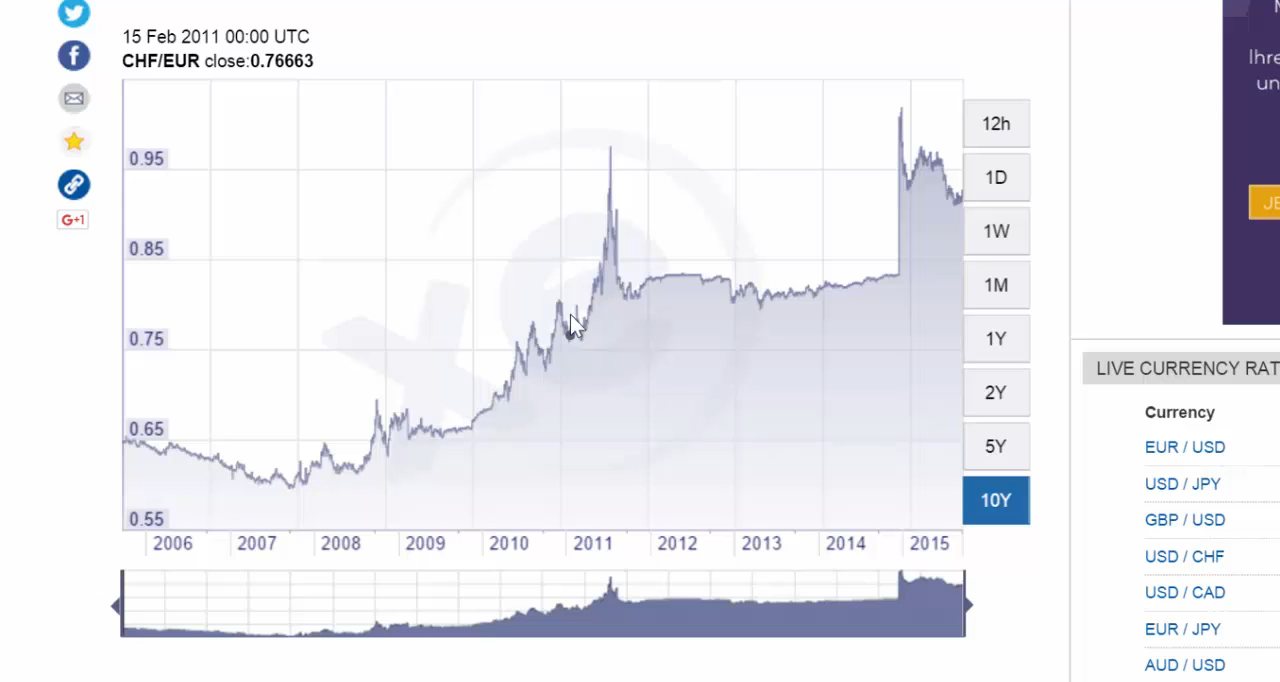 15 Feb 2011 00:00 UTC
CHF/EUR close:0.76663
G+1
0.95
0.85
0.75
0.65
0.55
2006 2007 2008 2009 2010 2011 2012 2013 2014 2015
12h
1D
1W
1M
1Y
2Y
5Y
10Y
xe
Ihre
un
JE
LIVE CURRENCY RAT
Currency
EUR / USD
USD / JPY
GBP / USD
USD / CHF
USD / CAD
EUR / JPY
AUD / USD